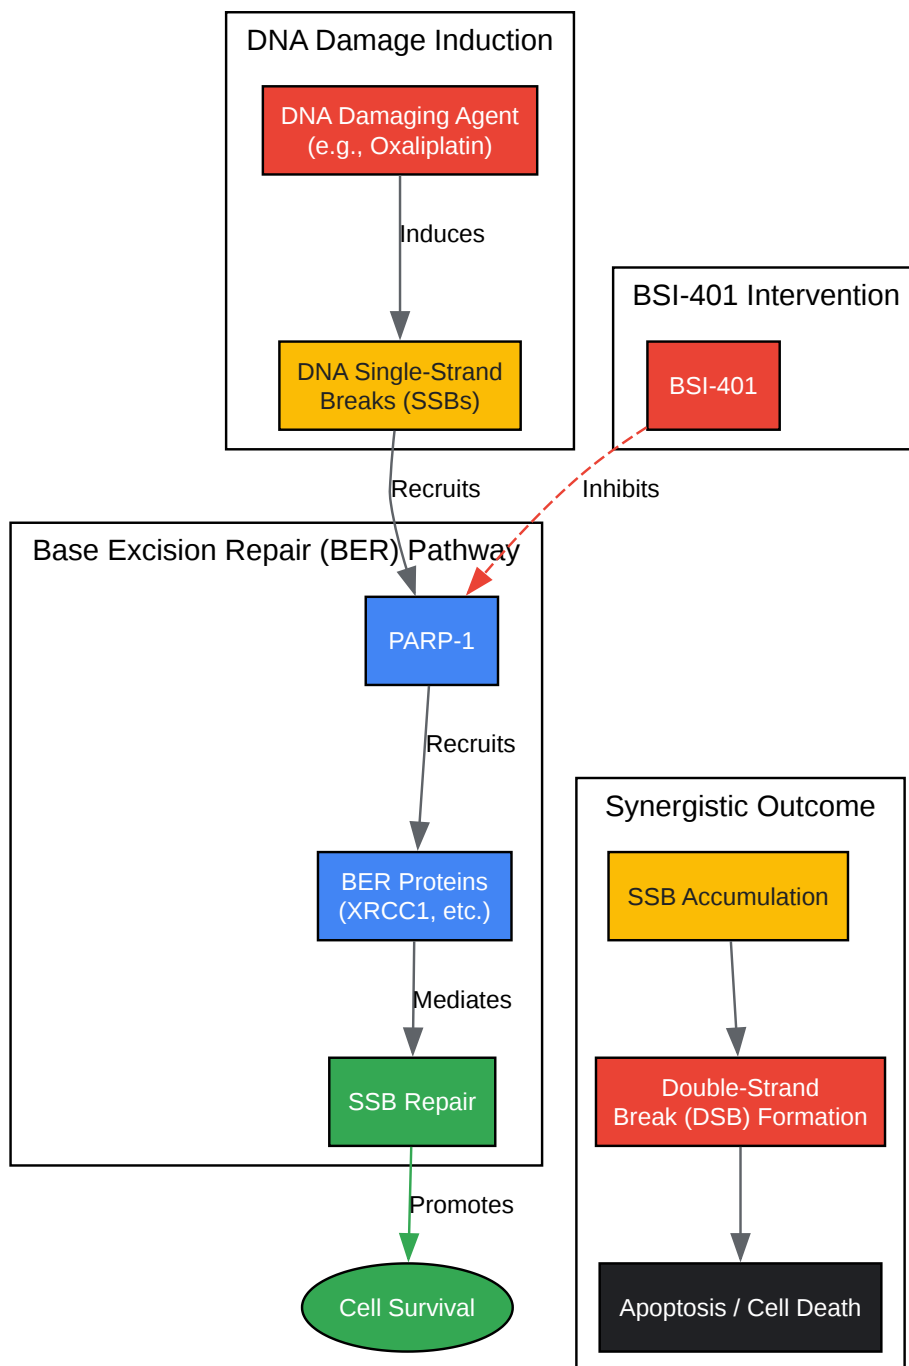 DNA Damage Induction
DNA Damaging Agent
(e.g., Oxaliplatin)
Induces
DNA Single-Strand
Breaks (SSBs)
BSI-401 Intervention
BSI-401
Recruits
Inhibits
Base Excision Repair (BER) Pathway
PARP-1
Recruits
BER Proteins
(XRCC1, etc.)
Mediates
SSB Repair
Promotes
Cell Survival
Synergistic Outcome
SSB Accumulation
Double-Strand
Break (DSB) Formation
Apoptosis / Cell Death